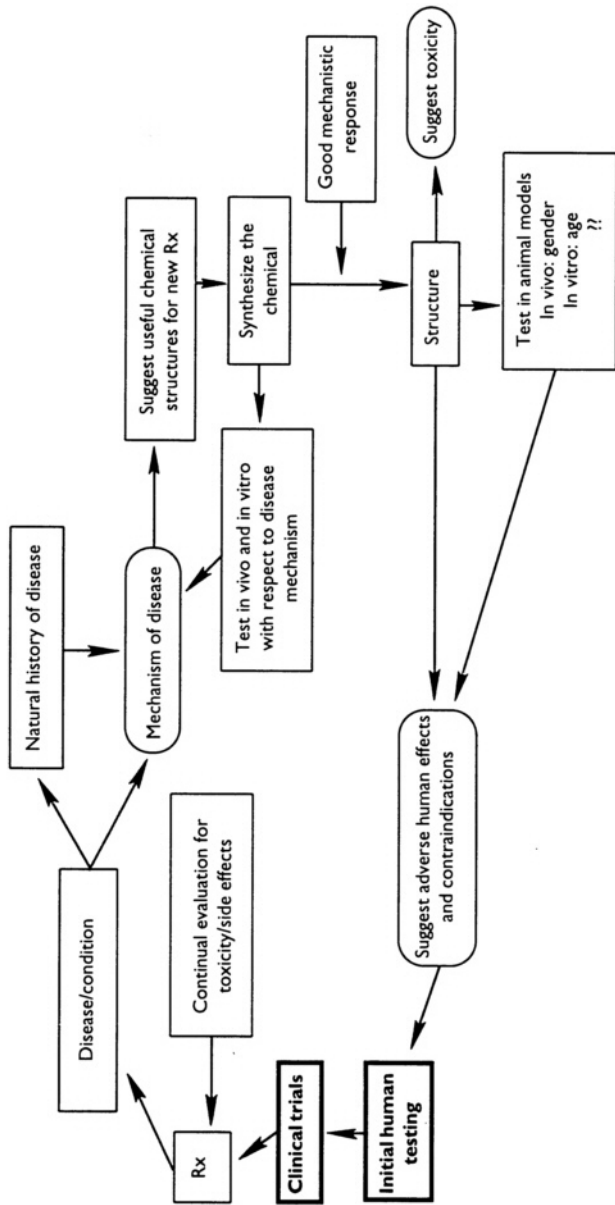 Natural history of disease
Disease/condition
Mechanism of disease
Suggest useful chemical
structures for new Rx
Synthesize the
chemical
Test in vivo and in vitro
with respect to disease
mechanism
Continual evaluation for
toxicity/side effects
Rx
Good mechanistic
response
Clinical trials
Initial human
testing
Suggest adverse human effects
and contraindications
Structure
Suggest toxicity
Test in animal models
In vivo: gender
In vitro: age
??